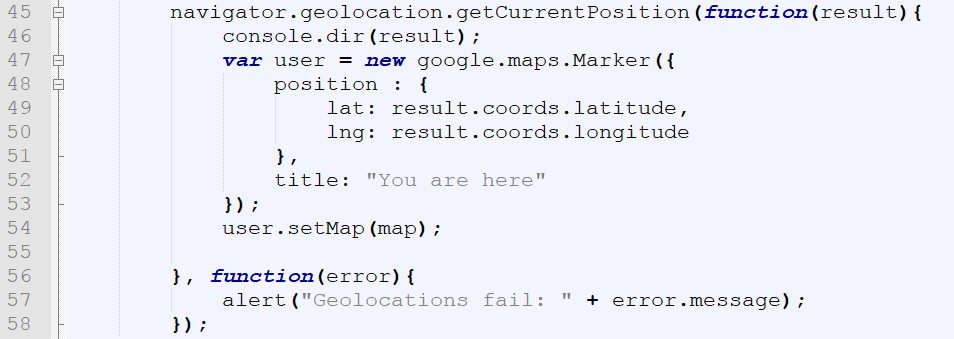 45 navigator.geolocation.getCurrentPosition(function(result){
46 console.dir(result);
47 var user = new google.maps.Marker({
48 position : {
49 lat: result.coords.latitude,
50 lng: result.coords.longitude
51 },
52 title: "You are here"
53 });
54 user.setMap(map);
55
56 }, function(error){
57 alert("Geolocations fail: " + error.message);
58 });